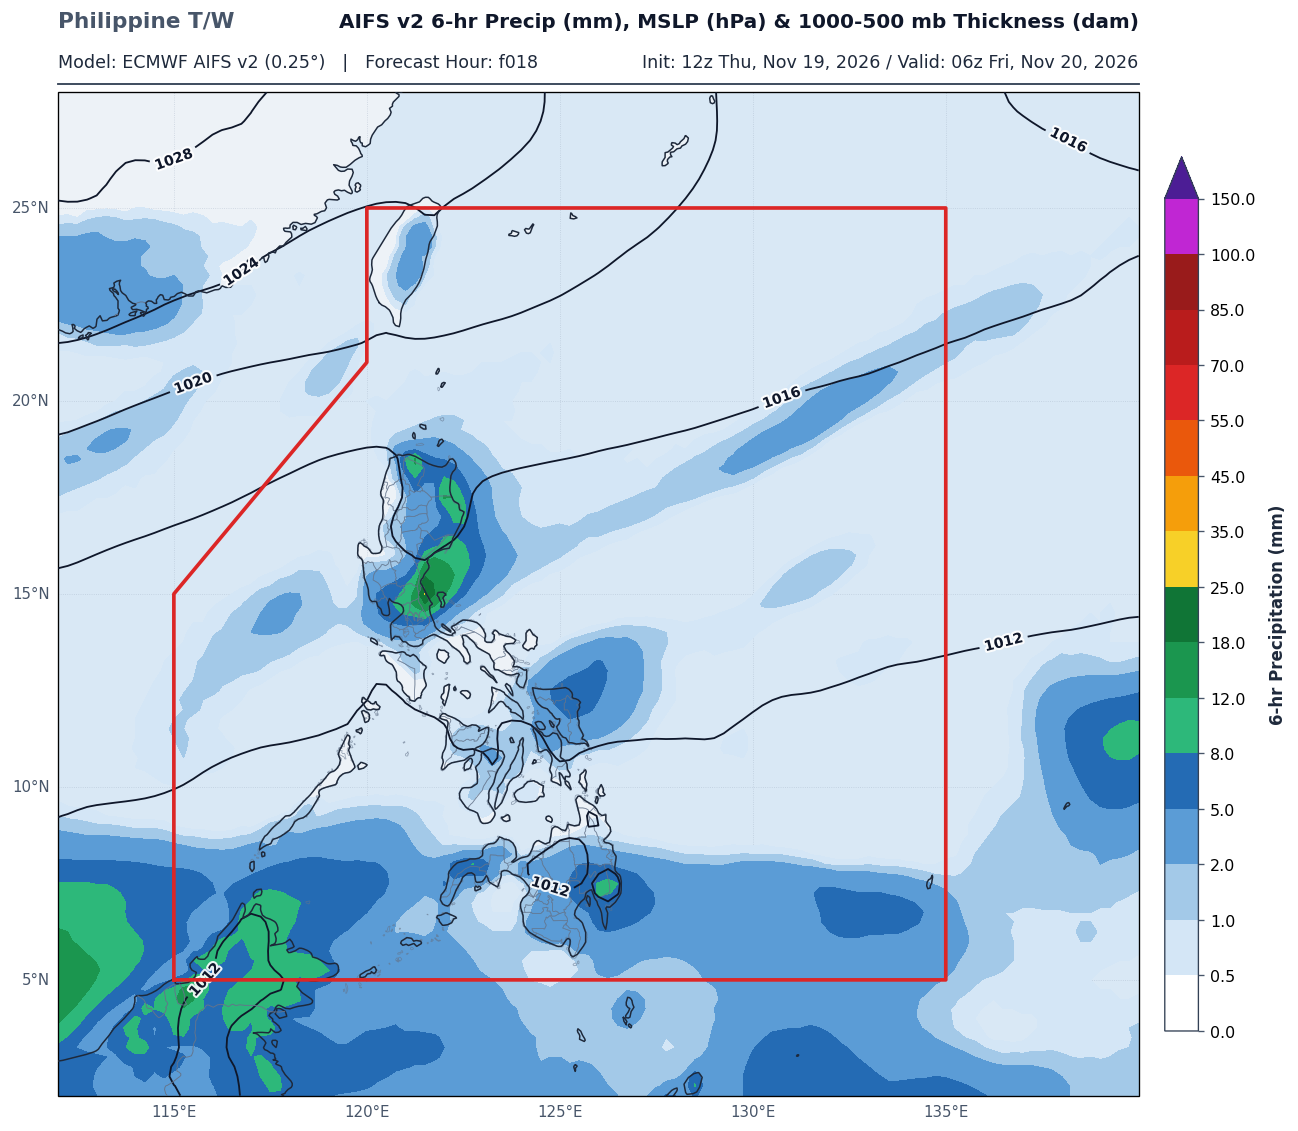 Philippine T/W
AIFS v2 6-hr Precip (mm), MSLP (hPa) & 1000-500 mb Thickness (dam)
Model: ECMWF AIFS v2 (0.25°) | Forecast Hour: f018
Init: 12z Thu, Nov 19, 2026 / Valid: 06z Fri, Nov 20, 2026
1028
1016
1024
1020
1016
1012
1012
1012
25°N
20°N
15°N
10°N
5°N
115°E
120°E
125°E
130°E
135°E
150.0
100.0
85.0
70.0
55.0
45.0
35.0
25.0
18.0
12.0
8.0
5.0
2.0
1.0
0.5
0.0
6-hr Precipitation (mm)